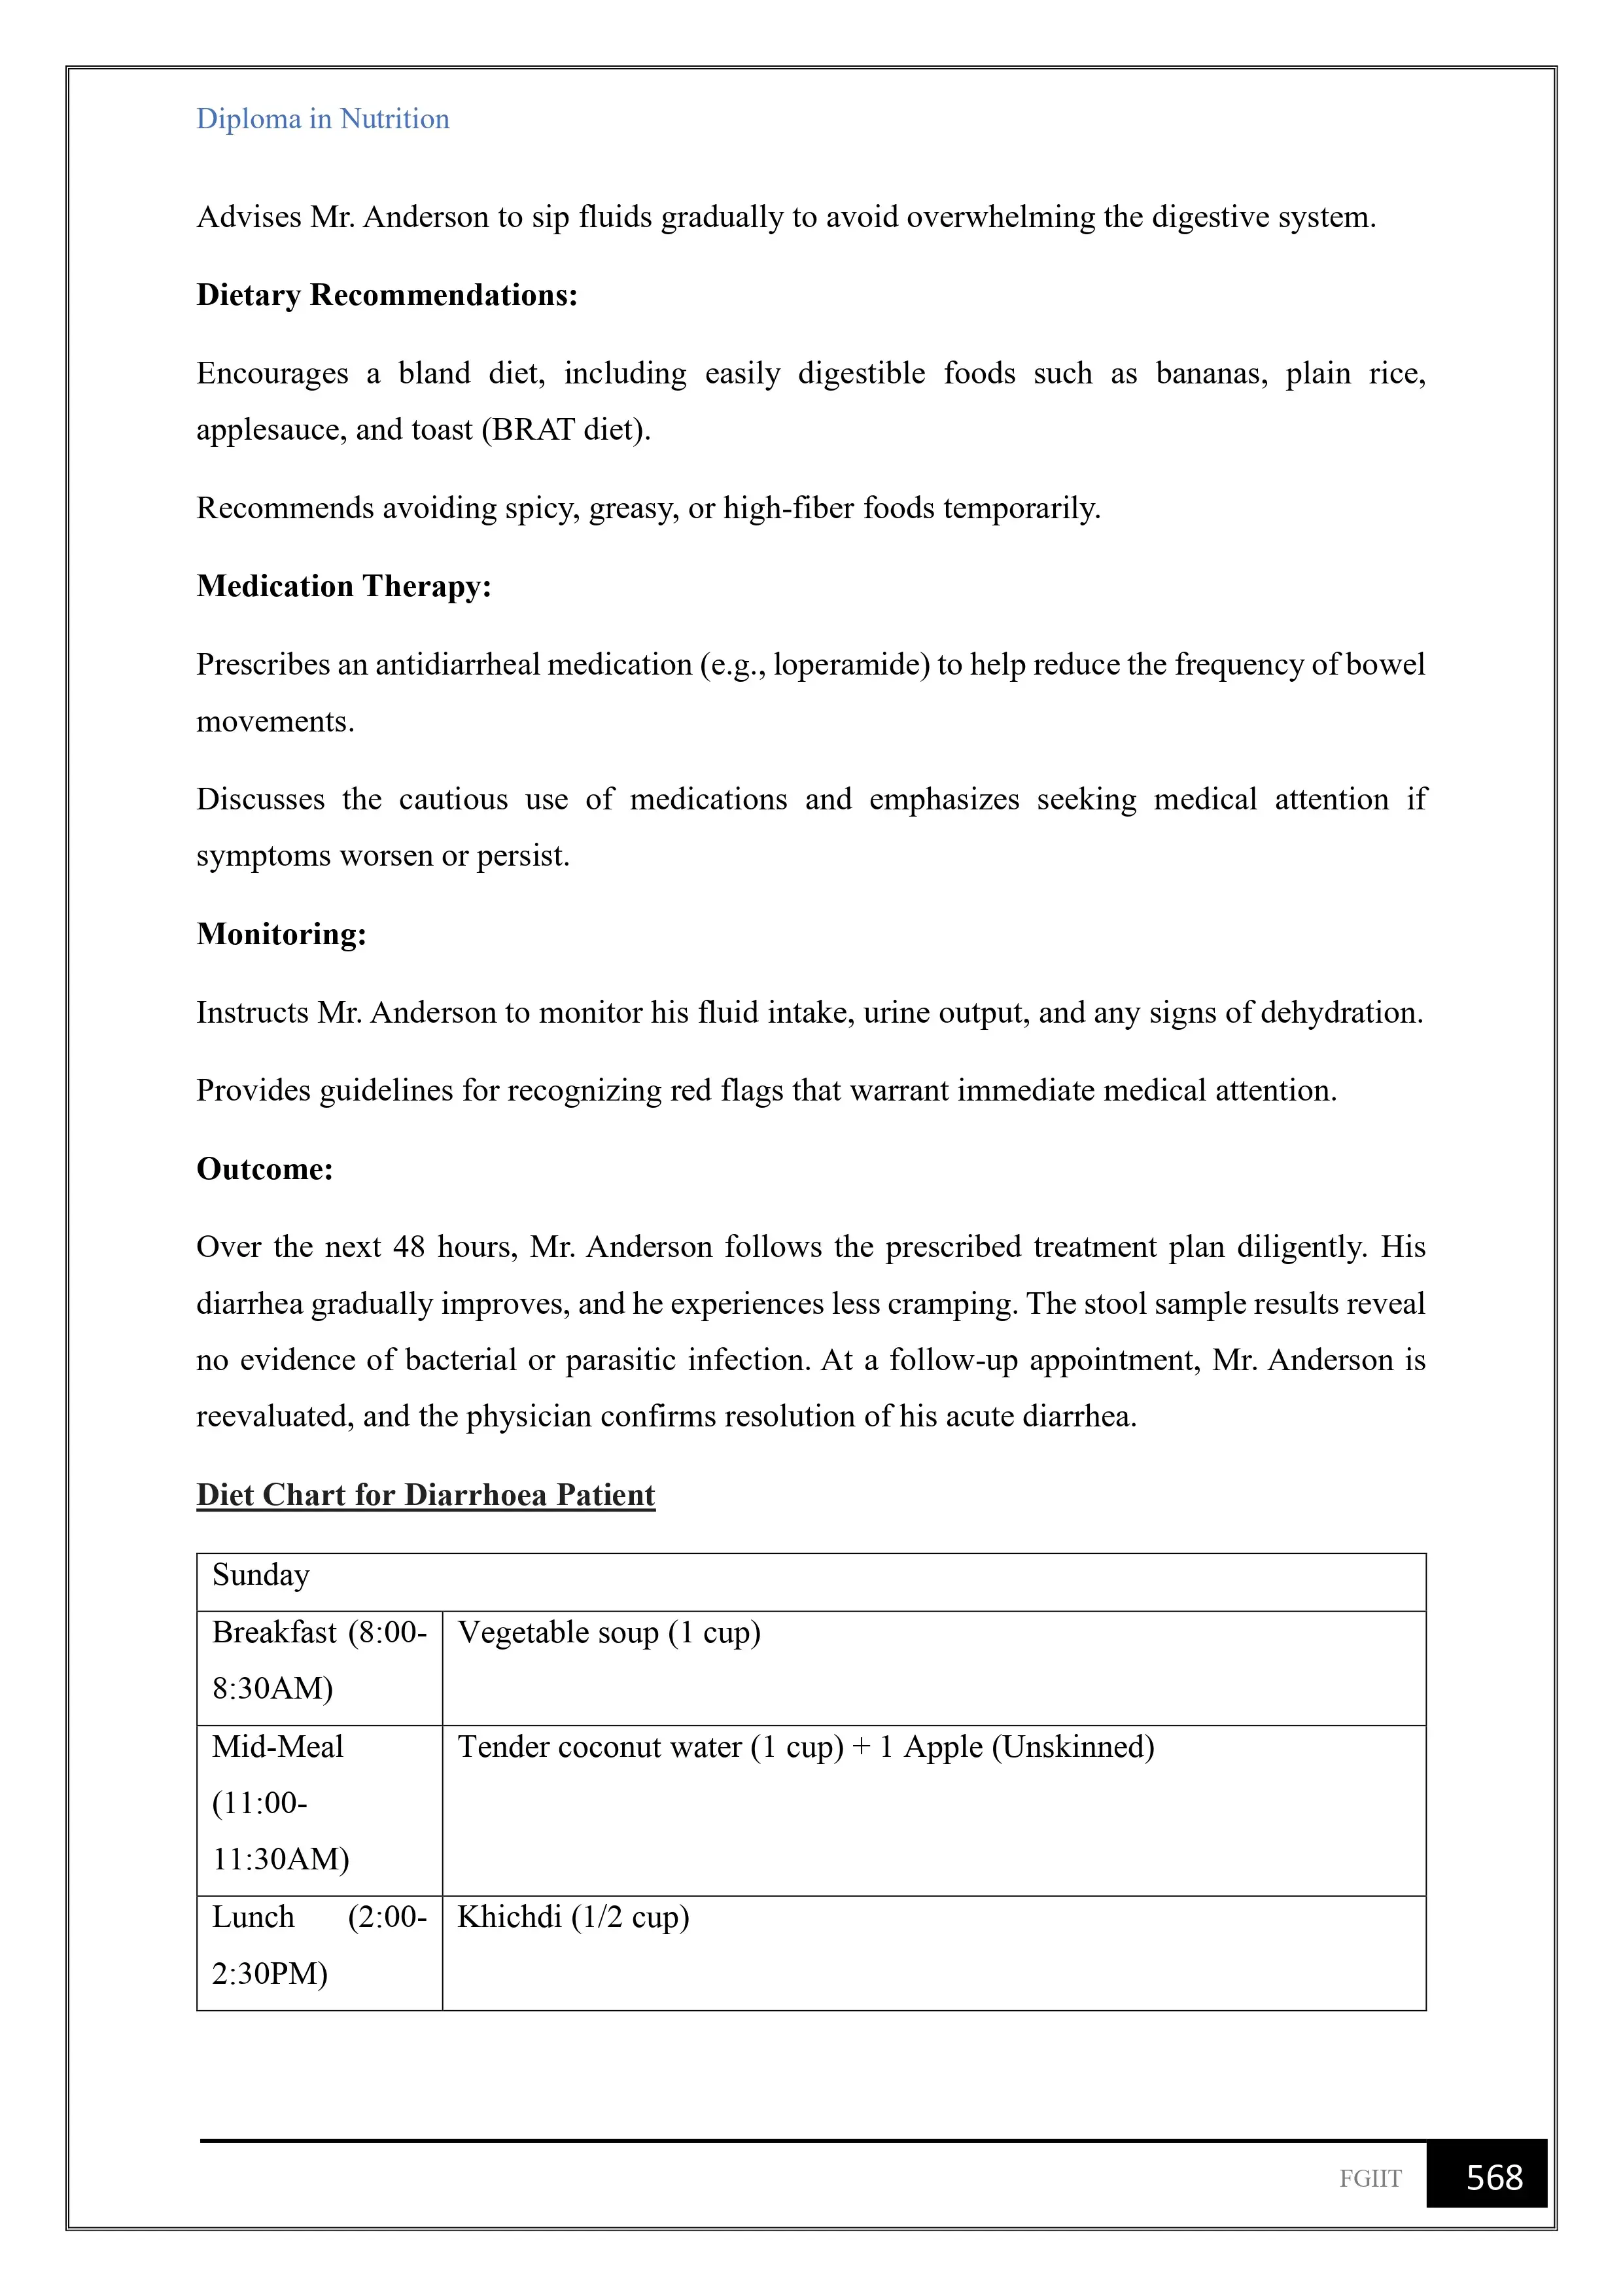 Diploma in Nutrition
Advises Mr. Anderson to sip fluids gradually to avoid overwhelming the digestive system.
Dietary Recommendations:
Encourages a bland diet, including easily digestible foods such as bananas, plain rice,
applesauce, and toast (BRAT diet).
Recommends avoiding spicy, greasy, or high-fiber foods temporarily.
Medication Therapy:
Prescribes an antidiarrheal medication (e.g., loperamide) to help reduce the frequency of bowel
movements.
Discusses the cautious use of medications and emphasizes seeking medical attention if
symptoms worsen or persist.
Monitoring:
Instructs Mr. Anderson to monitor his fluid intake, urine output, and any signs of dehydration.
Provides guidelines for recognizing red flags that warrant immediate medical attention.
Outcome:
Over the next 48 hours, Mr. Anderson follows the prescribed treatment plan diligently. His
diarrhea gradually improves, and he experiences less cramping. The stool sample results reveal
no evidence of bacterial or parasitic infection. At a follow-up appointment, Mr. Anderson is
reevaluated, and the physician confirms resolution of his acute diarrhea.
Diet Chart for Diarrhoea Patient
Sunday
Breakfast (8:00-
8:30AM)
Vegetable soup (1 cup)
Mid-Meal
(11:00-
11:30AM)
Tender coconut water (1 cup) + 1 Apple (Unskinned)
Lunch (2:00-
2:30PM)
Khichdi (1/2 cup)
FGIIT
568